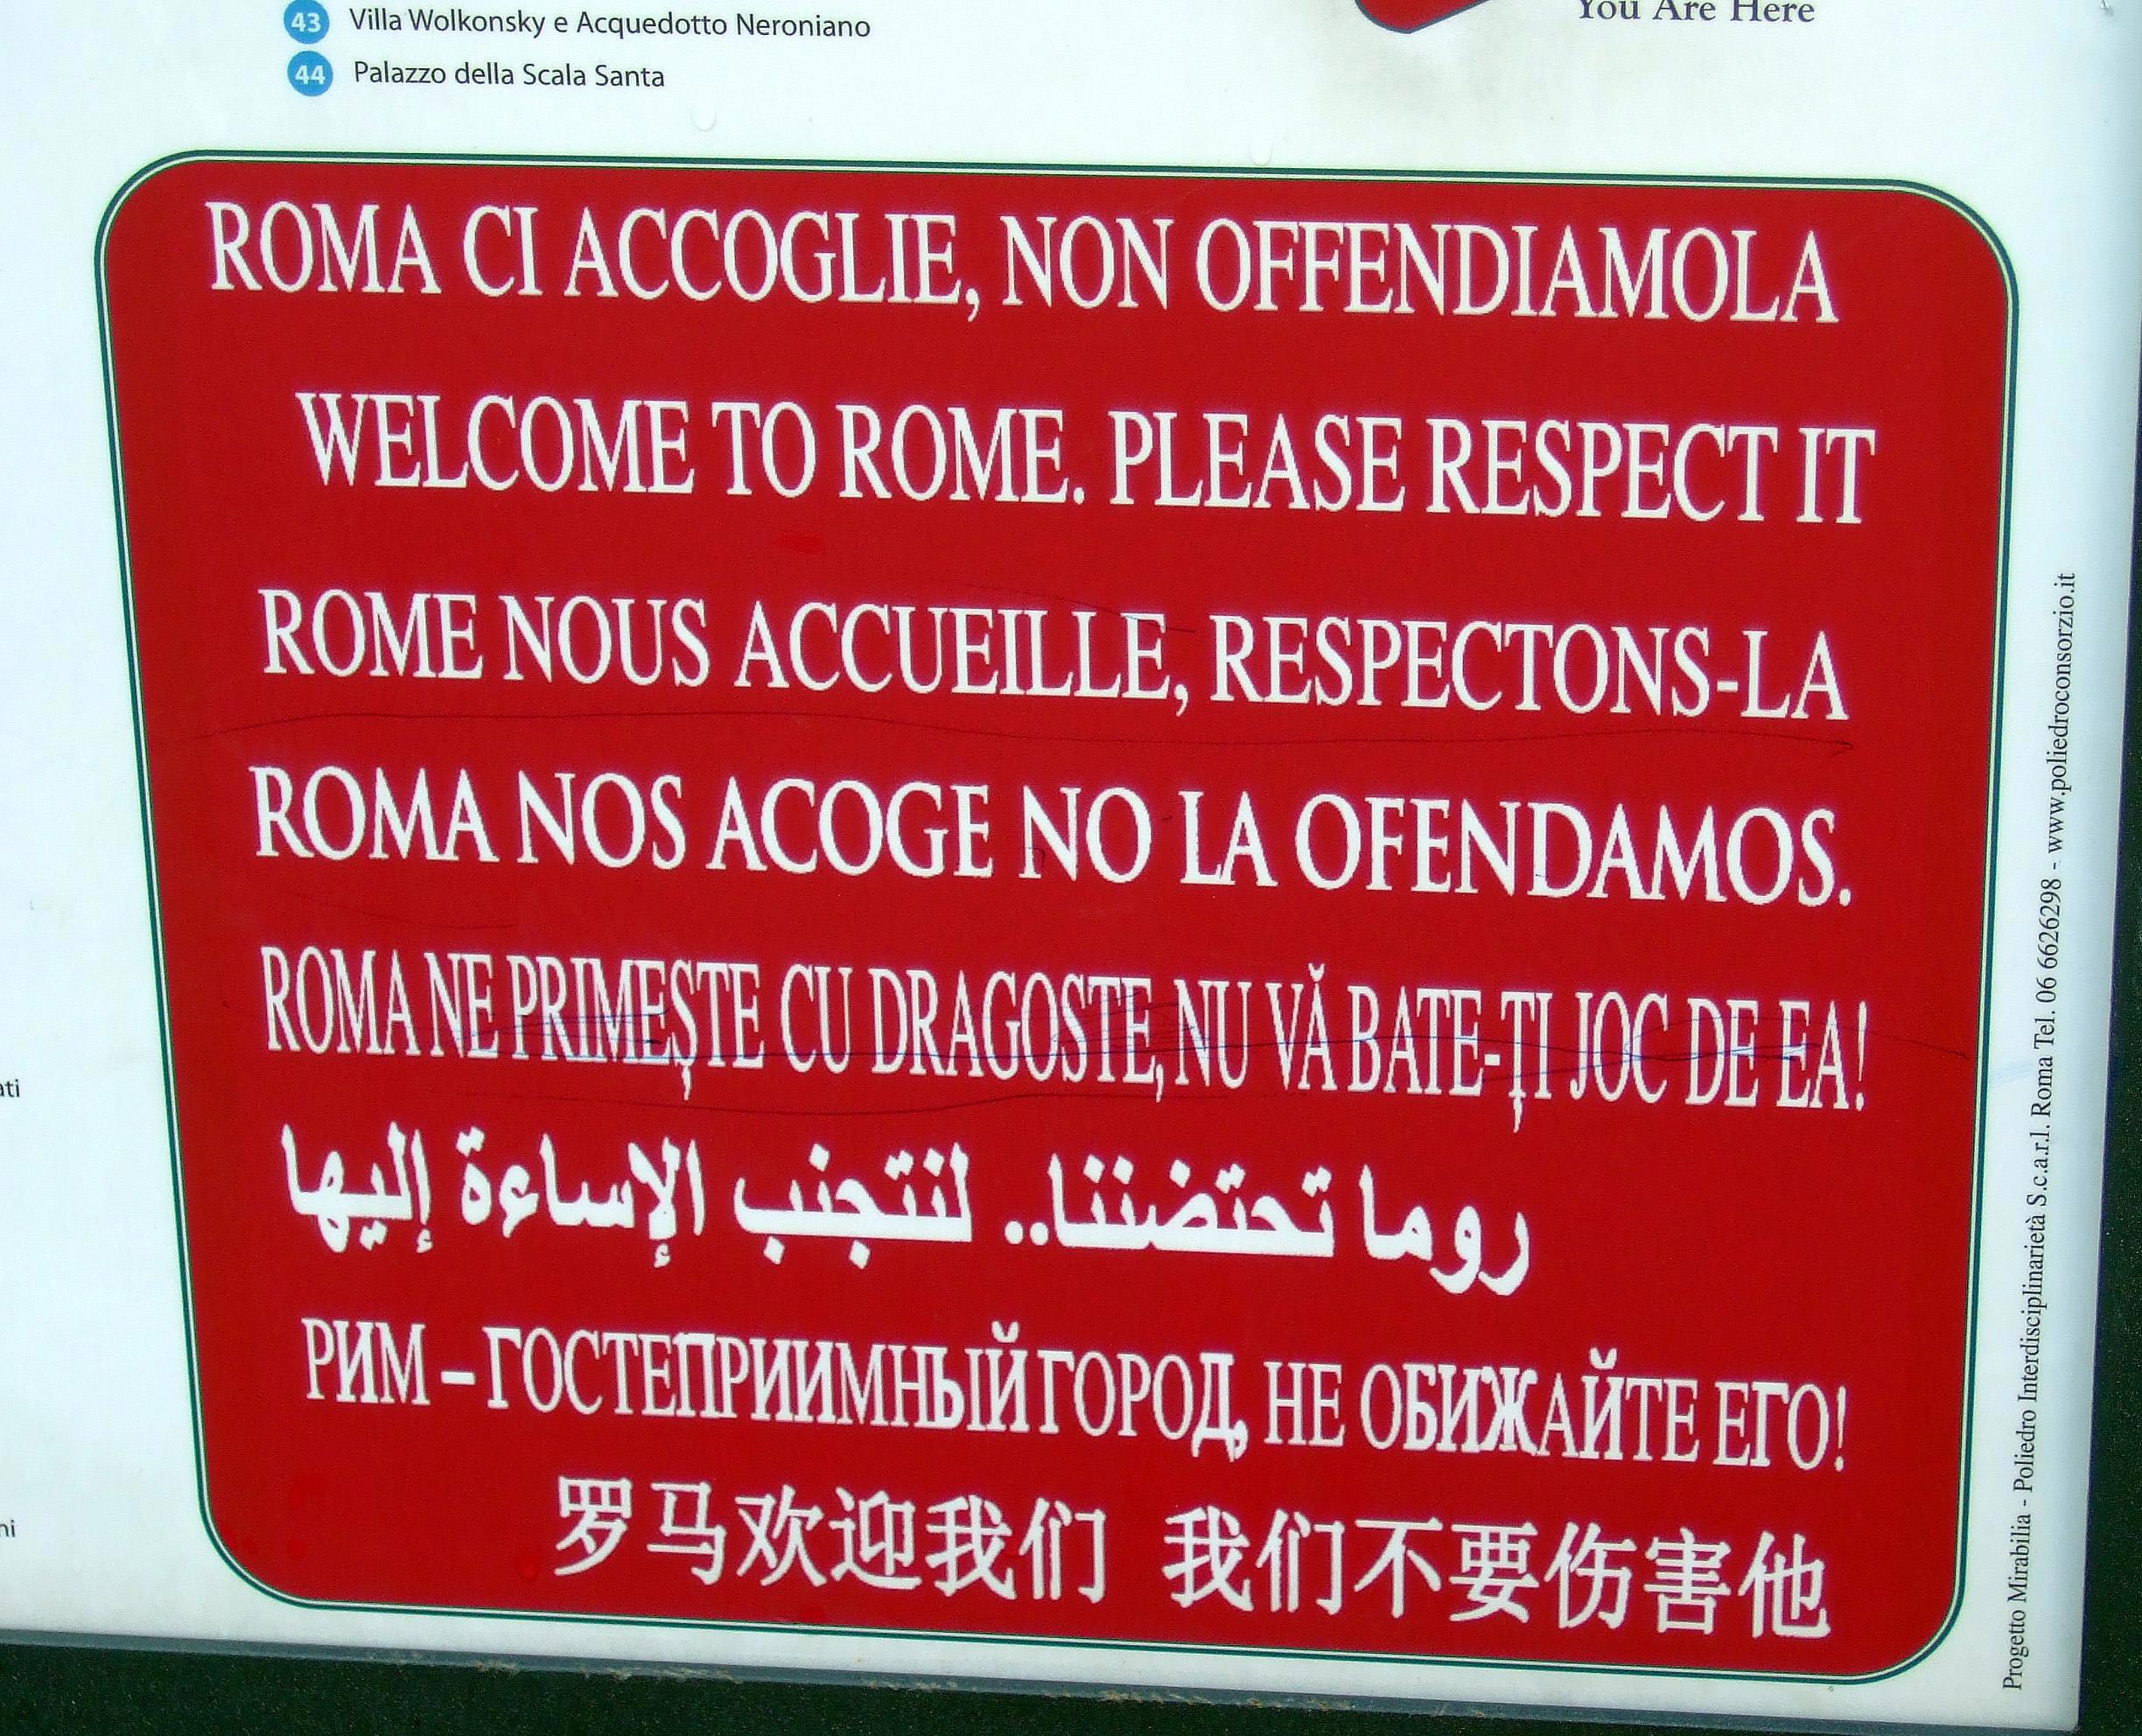 43 Villa Wolkonsky e Acquedotto Neroniano
44 Palazzo della Scala Santa
You Are Here
ROMA CI ACCOGLIE, NON OFFENDIAMOLA
WELCOME TO ROME. PLEASE RESPECT IT
ROME NOUS ACCUEILLE, RESPECTONS-LA
ROMA NOS ACOGE NO LA OFENDAMOS.
ROMA NE PRIMEȘTE CU DRAGOSTE, NU VĂ BATE-ȚI JOC DE EA!
روما تحتضننا.. لنتجنب الإساءة إليها
РИМ – ГОСТЕПРИИМНЫЙ ГОРОД, НЕ ОБИЖАЙТЕ ЕГО!
罗马欢迎我们 我们不要伤害他
Progetto Mirabilia - Poliedro Interdisciplinarietà S.c.a.r.l. Roma Tel. 06 6626298 - www.poliedroconsorzio.it